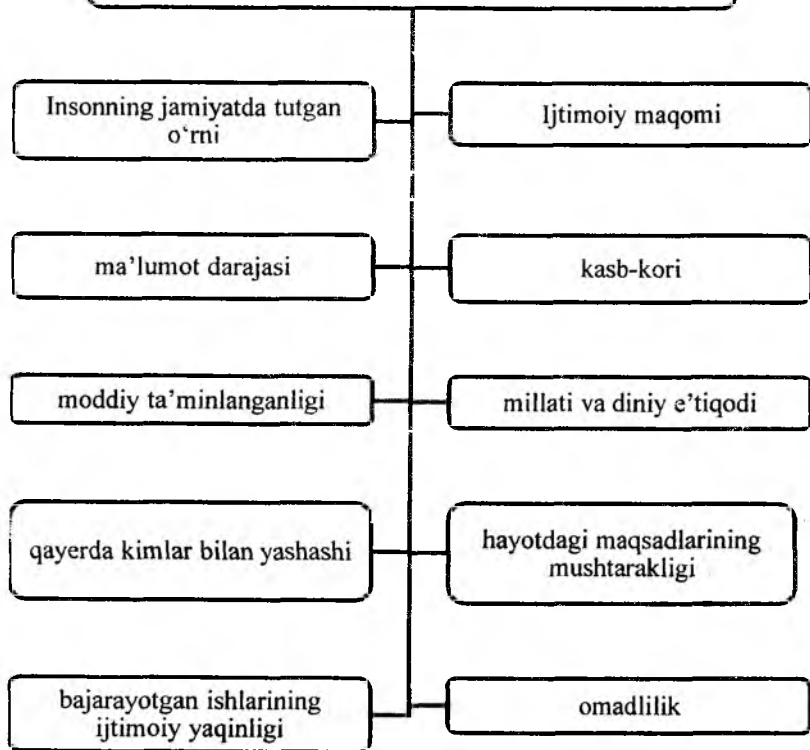 Insonning jamiyatda tutgan
o‘rni
Ijtimoiy maqomi
ma’lumot darajasi
kasb-kori
moddiy ta’minlanganligi
millati va diniy e’tiqodi
qayerda kimlar bilan yashashi
hayotdagi maqsadlarining
mushtarakligi
bajarayotgan ishlarining
ijtimoiy yaqinligi
omadlilik